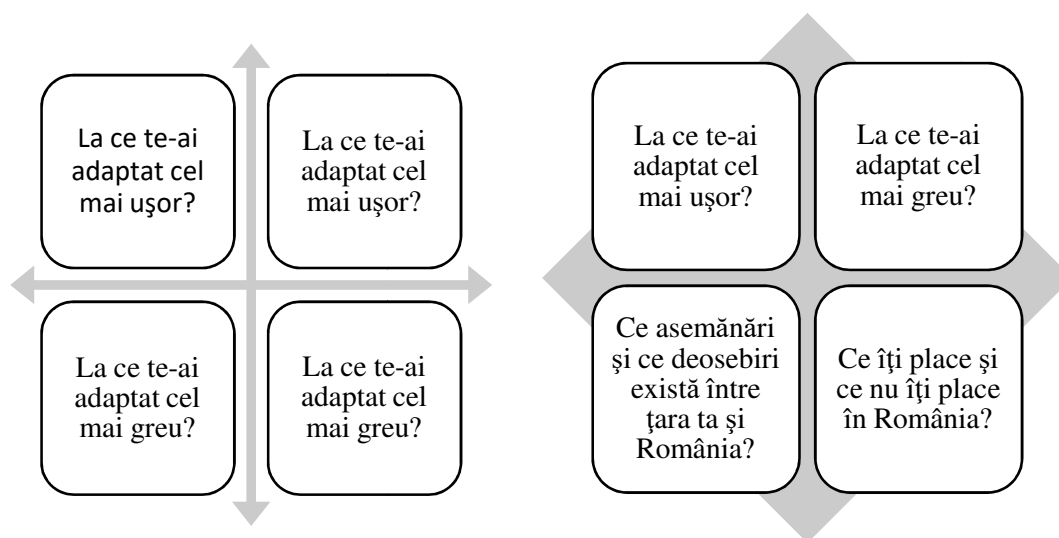 La ce te-ai
adaptat cel
mai uşor?
La ce te-ai
adaptat cel
mai uşor?
La ce te-ai
adaptat cel
mai greu?
La ce te-ai
adaptat cel
mai greu?
La ce te-ai
adaptat cel
mai uşor?
La ce te-ai
adaptat cel
mai greu?
Ce asemănări
şi ce deosebiri
există între
ţara ta şi
România?
Ce îţi place şi
ce nu îţi place
în România?